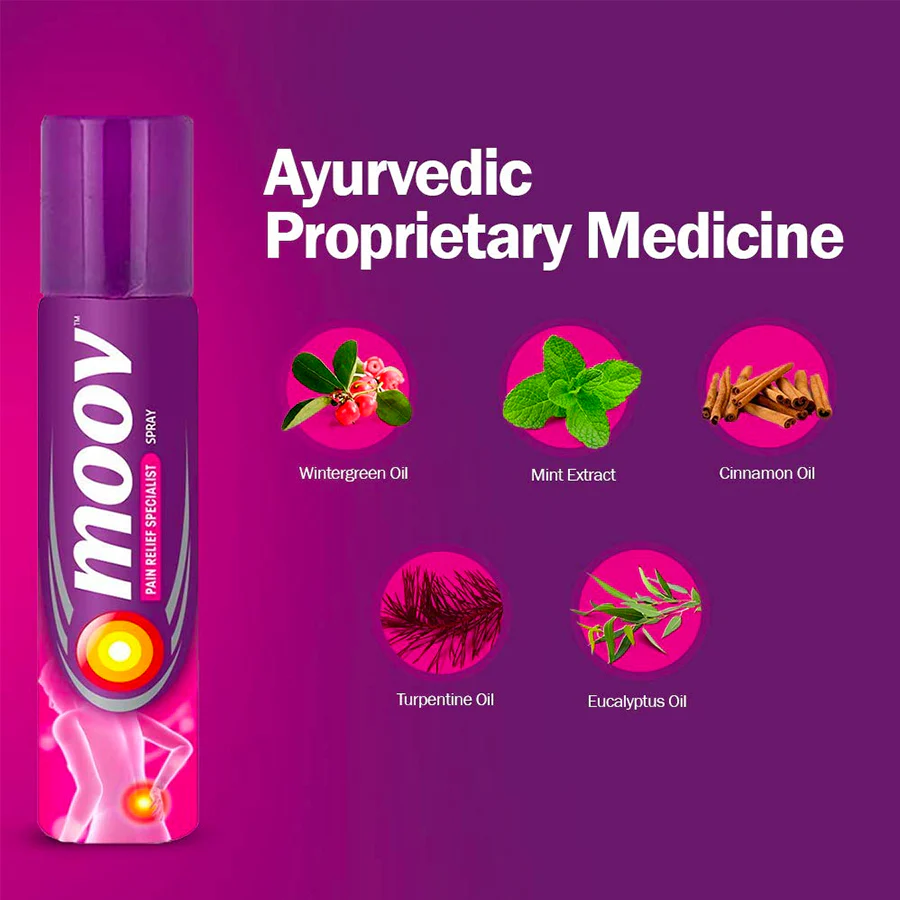 Ayurvedic
Proprietary Medicine
moov™
PAIN RELIEF SPECIALIST SPRAY
Wintergreen Oil
Mint Extract
Cinnamon Oil
Turpentine Oil
Eucalyptus Oil